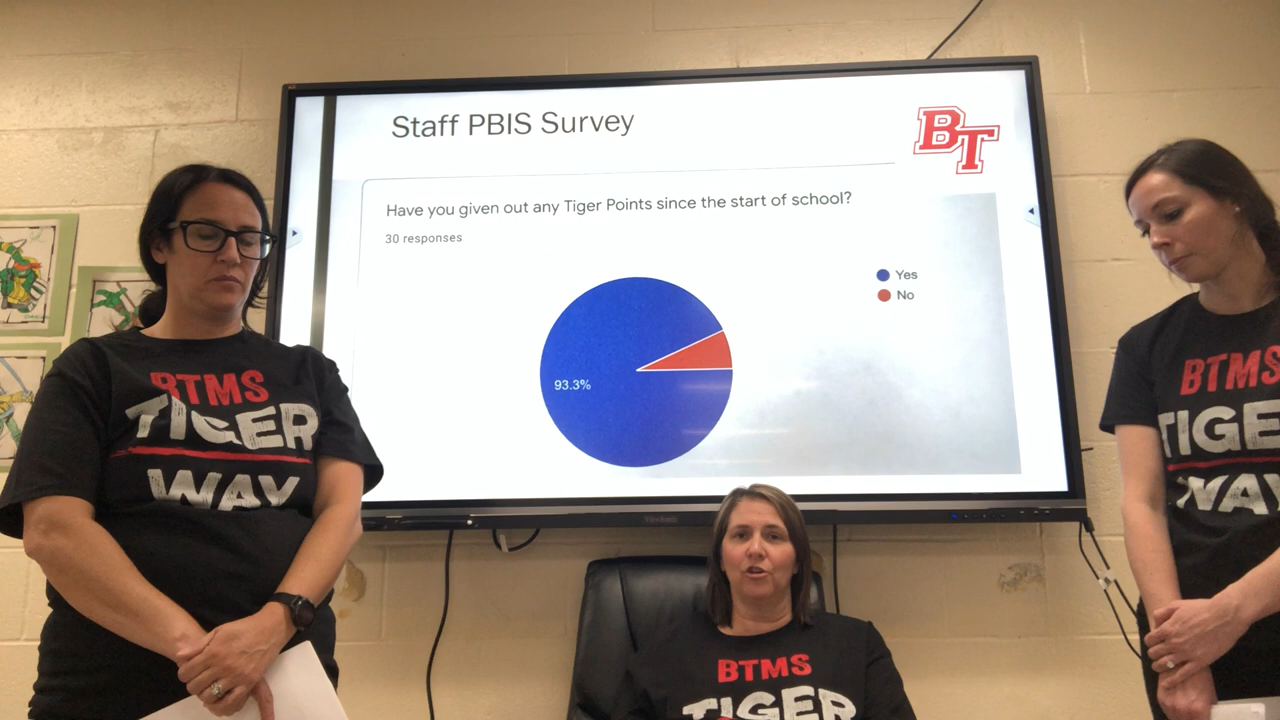 Staff PBIS Survey
BT
Have you given out any Tiger Points since the start of school?
30 responses
Yes
No
93.3%
BTMS
TIGER
WAY
BTMS
TIGER
BTMS
TIGE
WAY